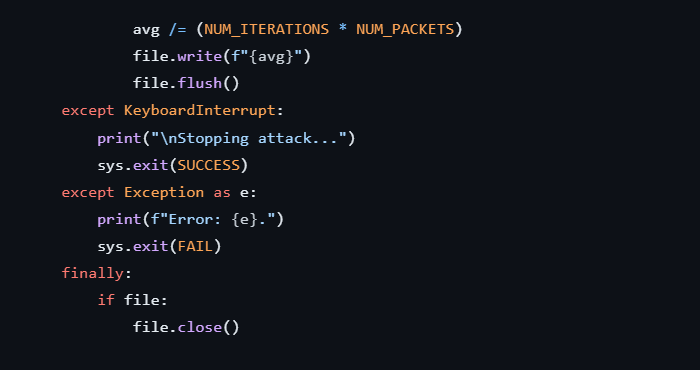 avg /= (NUM_ITERATIONS * NUM_PACKETS)
file.write(f"{avg}")
file.flush()
except KeyboardInterrupt:
print("\nStopping attack...")
sys.exit(SUCCESS)
except Exception as e:
print(f"Error: {e}.")
sys.exit(FAIL)
finally:
if file:
file.close()